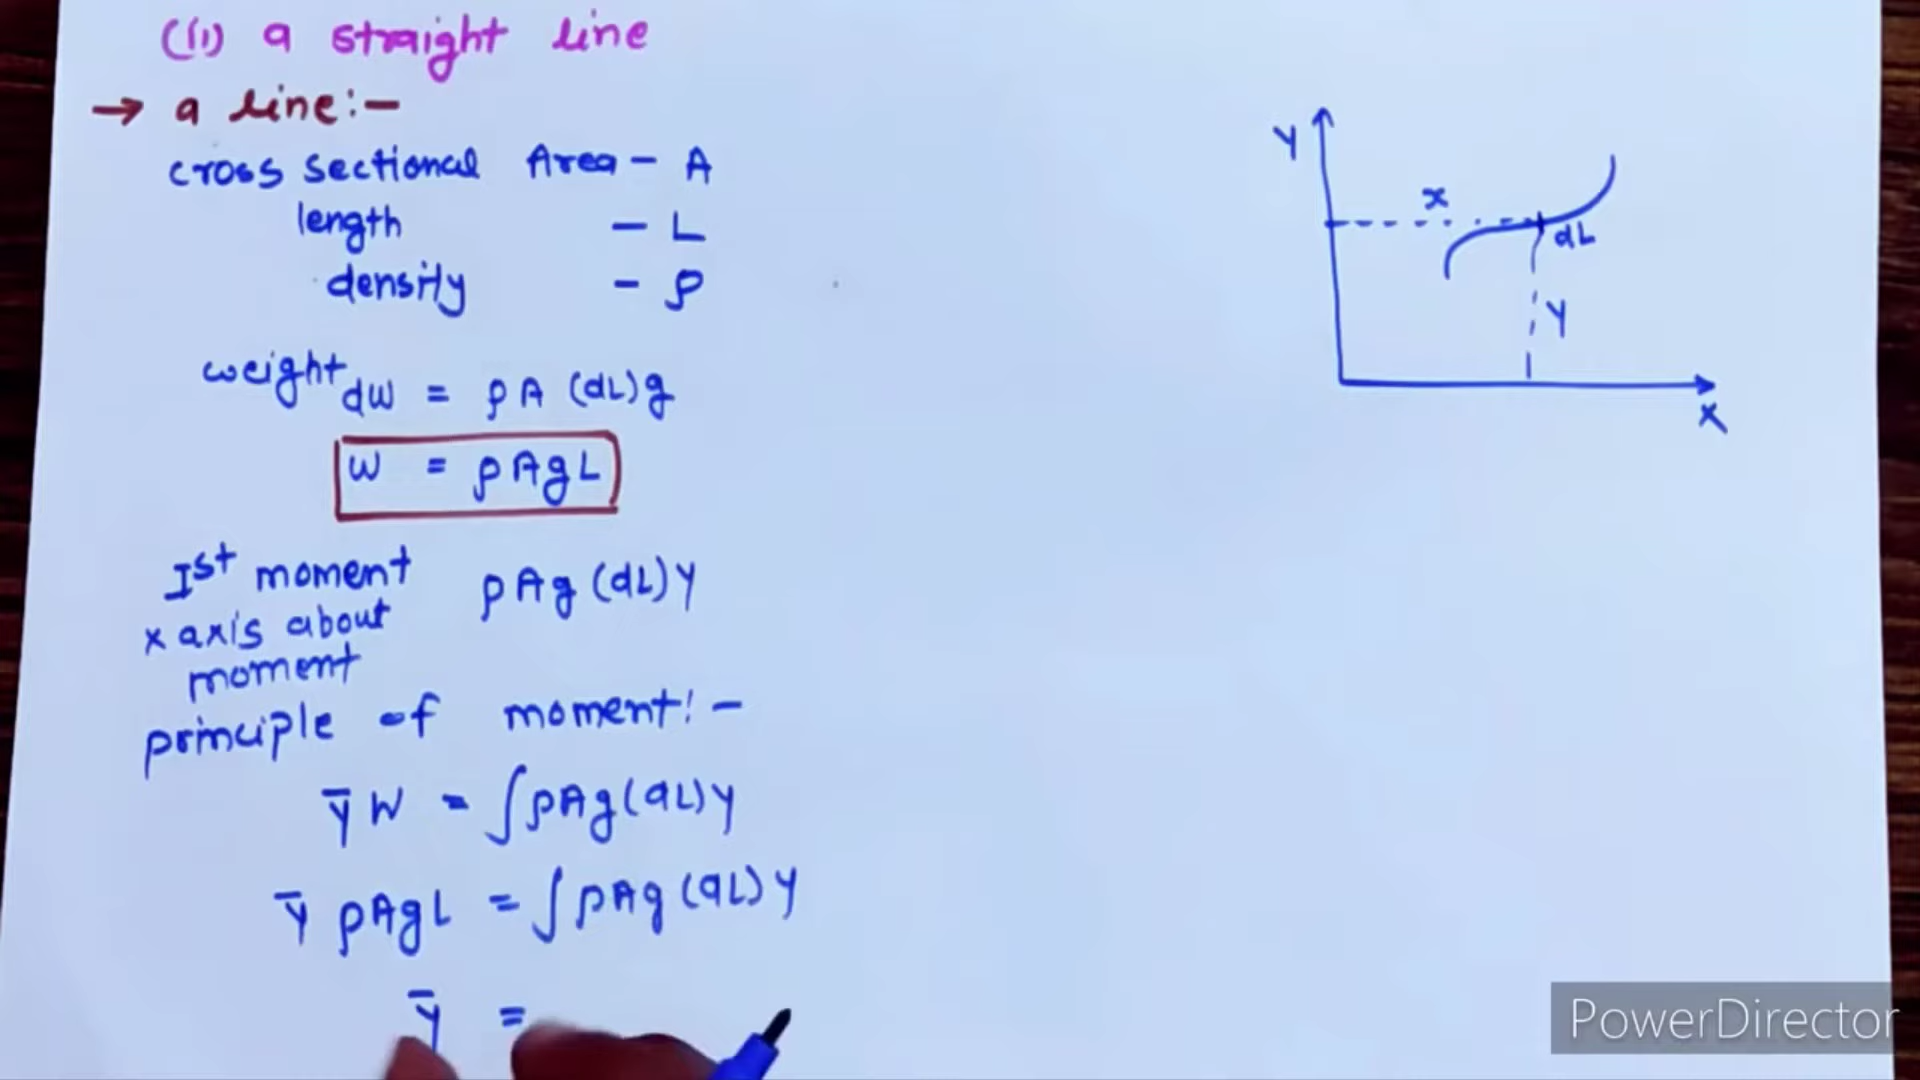 (ii) a straight line
→ a line:-
cross sectional Area - A
length - L
density - ρ
weight dW = ρA (dL)g
W = ρAgL
Ist moment ρAg(dL)y
x axis about
moment
principle of moment:-
ȳW = ∫ρAg(dL)y
ȳ ρAgL = ∫ρAg(dL)y
ȳ =
Y
x
dL
y
X
PowerDirector